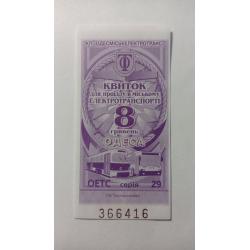 КП "ОДЕСМІСЬКЕЛЕКТРОТРАНС"
КВИТОК
для проїзду в міському
ЕЛЕКТРОТРАНСПОРТІ
8
гривень
ОДЕСА
ОЕТС серія 29
366416